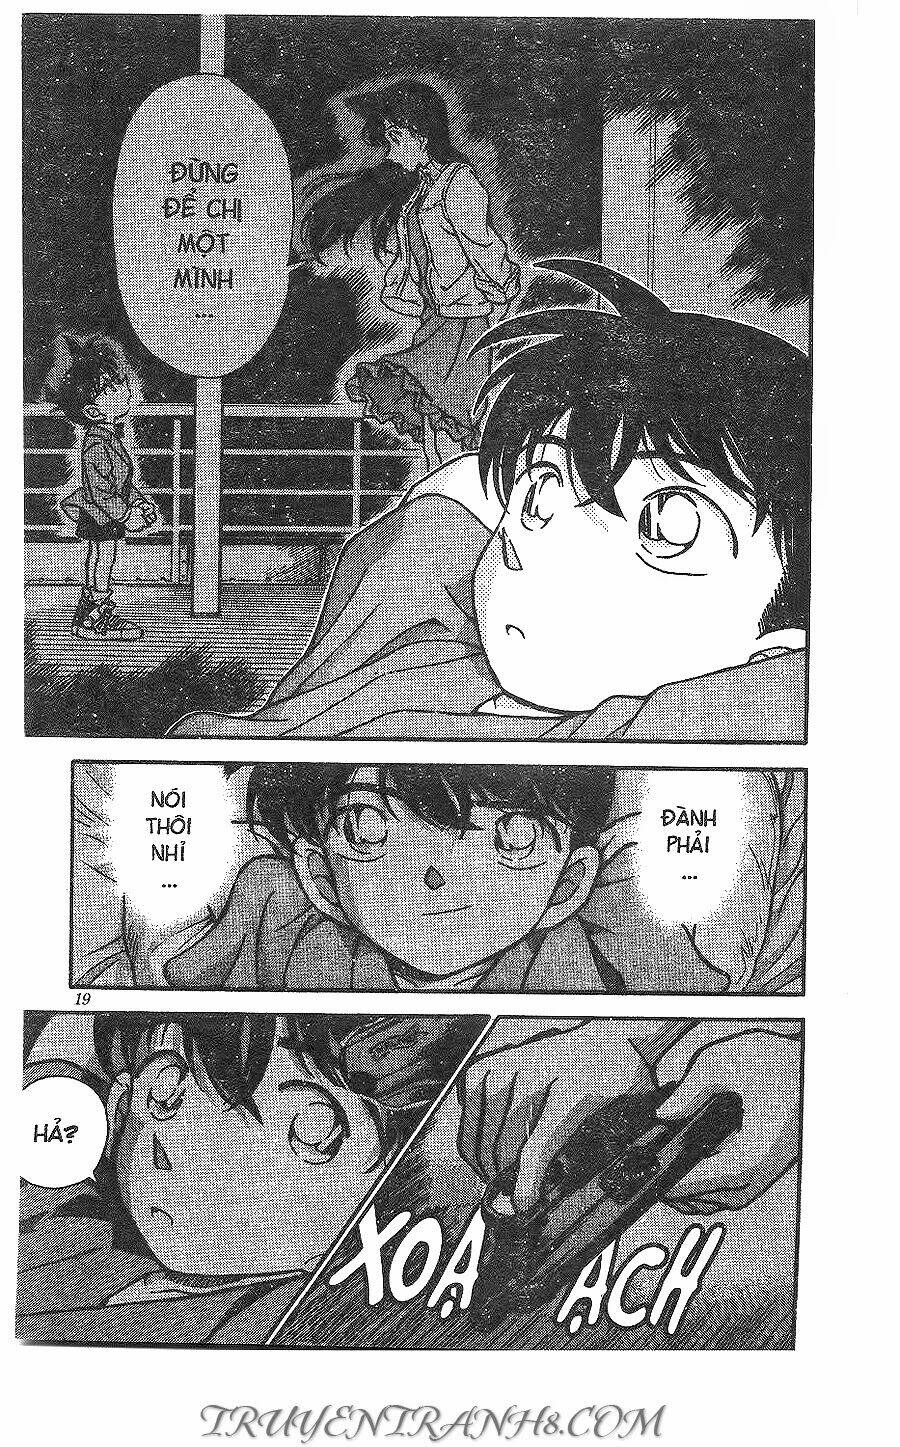 ĐỪNG
ĐỂ CHỊ
MỘT
MÌNH
...
NÓI
THÔI
NHỈ
...
ĐÀNH
PHẢI
...
19
HẢ?
XOẠ ẠCH
TRUYENTRANH8.COM